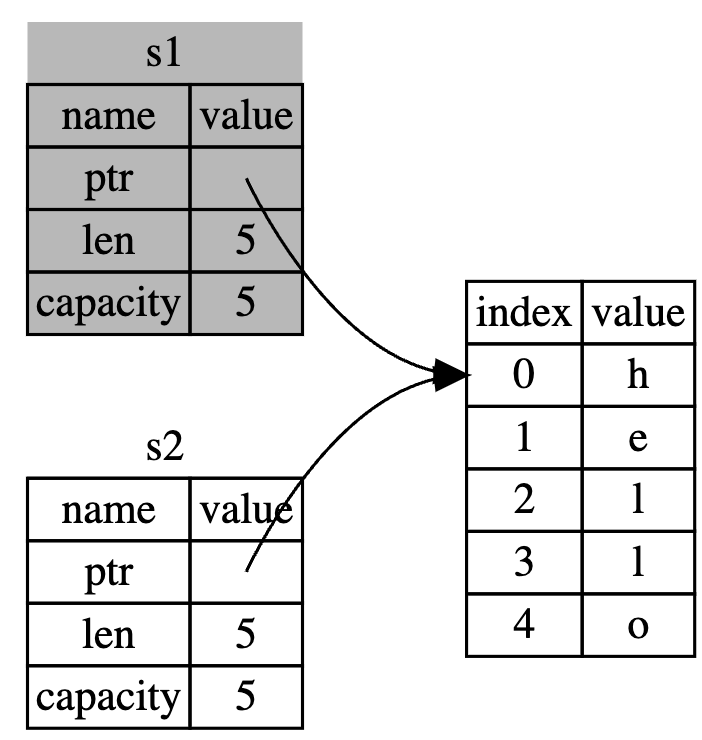 s1
name value
ptr
len 5
capacity 5
s2
name value
ptr
len 5
capacity 5
index value
0 h
1 e
2 l
3 l
4 o